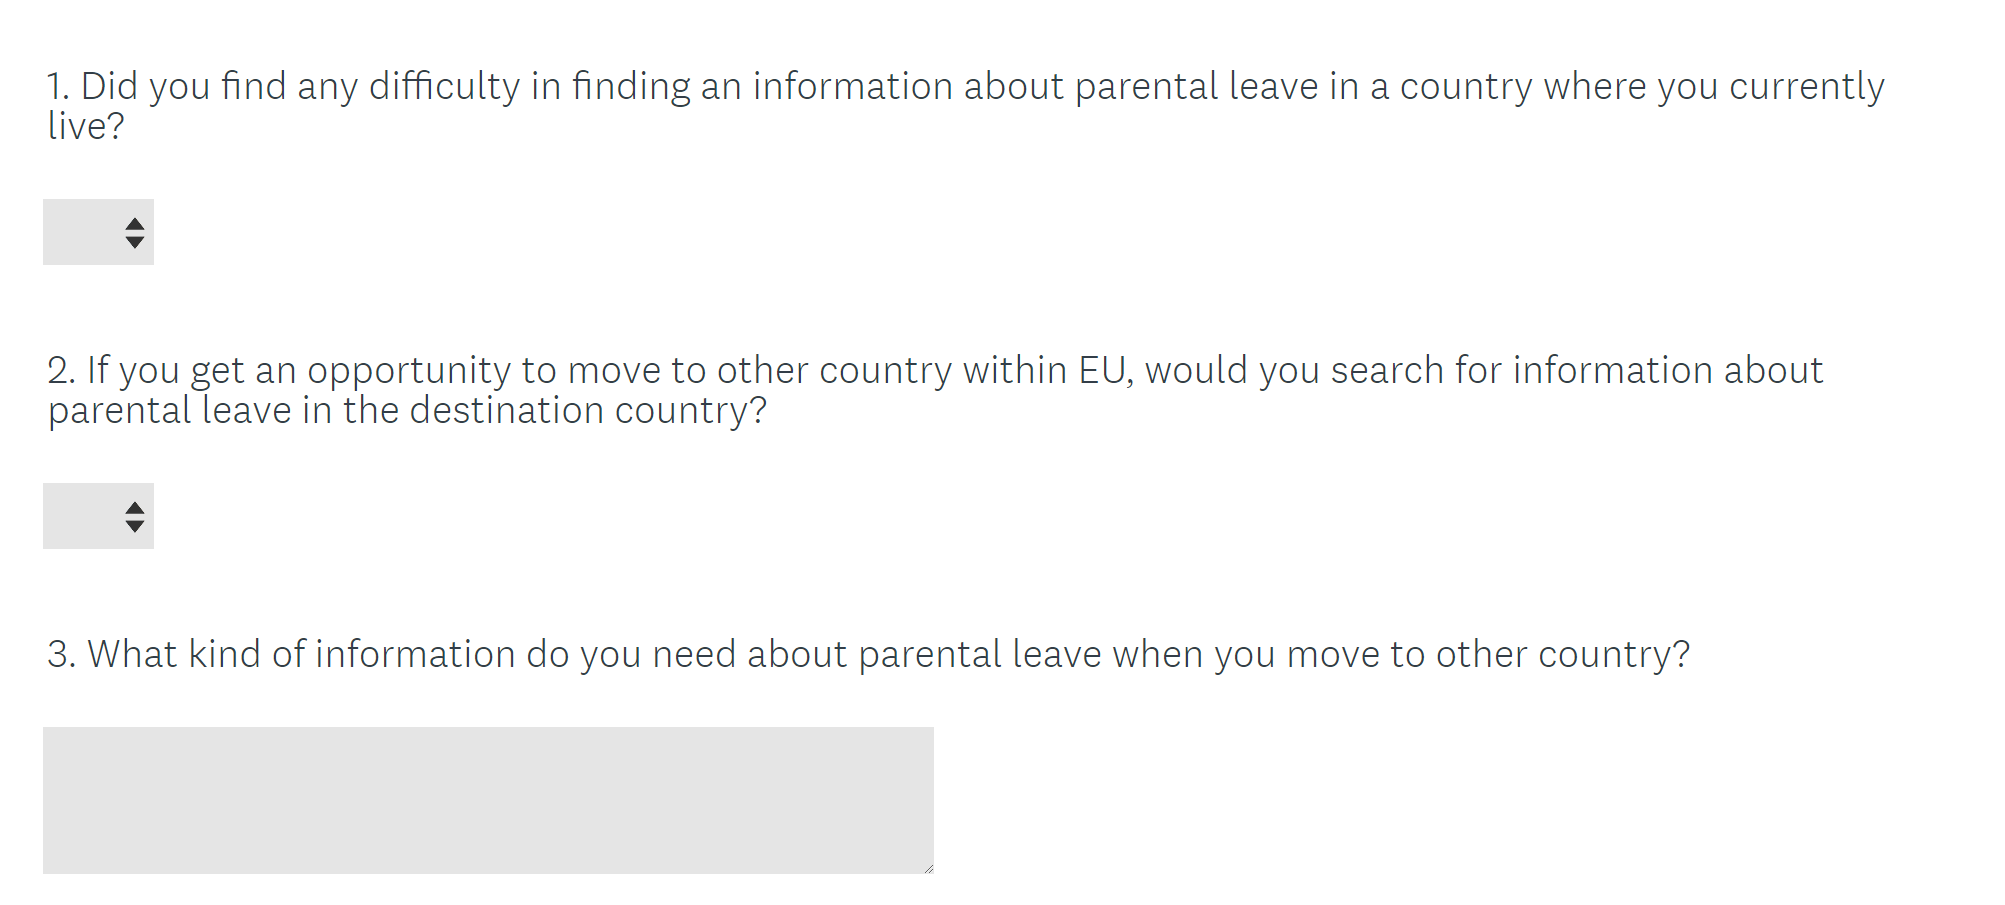 1. Did you find any difficulty in finding an information about parental leave in a country where you currently
live?
2. If you get an opportunity to move to other country within EU, would you search for information about
parental leave in the destination country?
3. What kind of information do you need about parental leave when you move to other country?